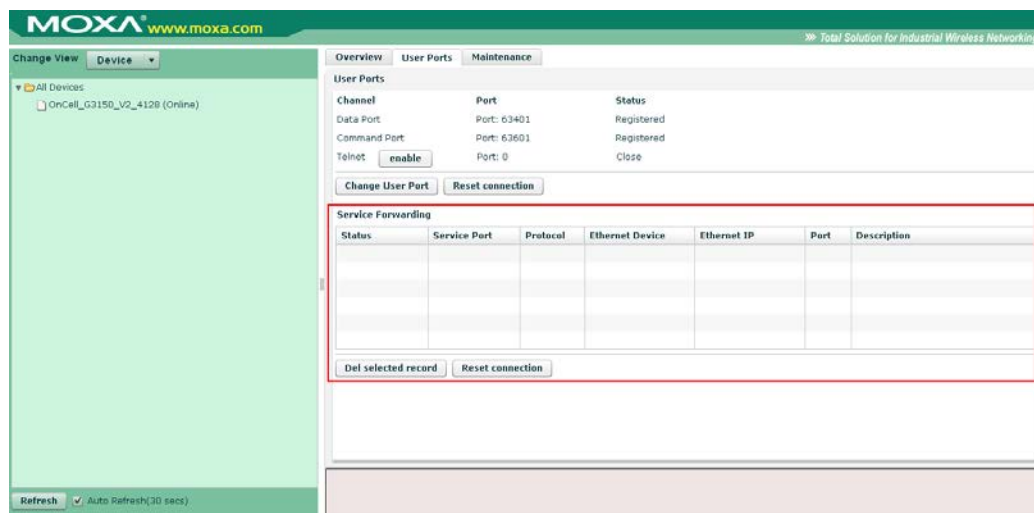 MOXA www.moxa.com
Total Solution for Industrial Wireless Networking
Change View Device
All Devices
OnCell_G3150_V2_4128 (Online)
Refresh Auto Refresh(30 secs)
Overview User Ports Maintenance
User Ports
Channel Port Status
Data Port Port: 63401 Registered
Command Port Port: 63601 Registered
Telnet enable Port: 0 Close
Change User Port Reset connection
Service Forwarding
Status Service Port Protocol Ethernet Device Ethernet IP Port Description
Del selected record Reset connection